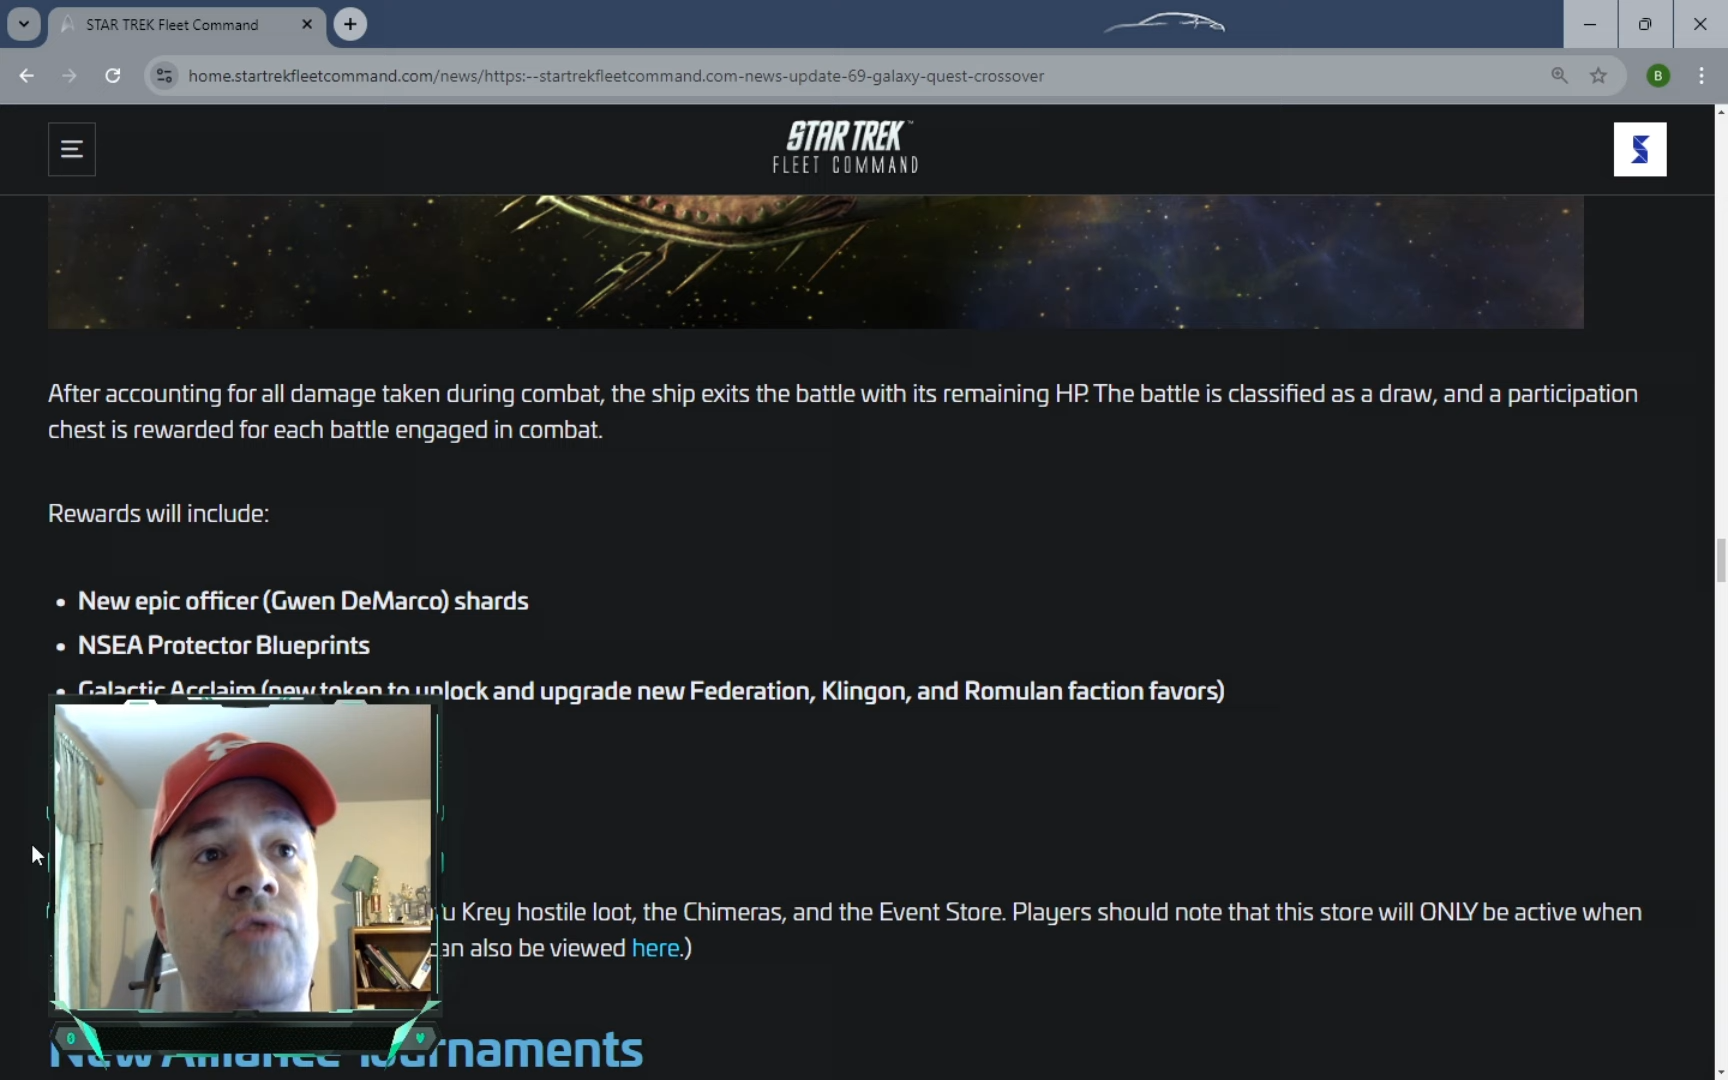 STAR TREK Fleet Command
home.startrekfleetcommand.com/news/https:--startrekfleetcommand.com-news-update-69-galaxy-quest-crossover
B
STAR TREK™
FLEET COMMAND
After accounting for all damage taken during combat, the ship exits the battle with its remaining HP. The battle is classified as a draw, and a participation
chest is rewarded for each battle engaged in combat.
Rewards will include:
• New epic officer (Gwen DeMarco) shards
• NSEA Protector Blueprints
• Galactic Acclaim (new token to unlock and upgrade new Federation, Klingon, and Romulan faction favors)
Krey hostile loot, the Chimeras, and the Event Store. Players should note that this store will ONLY be active when
also be viewed here.)
0
New Alliance Tournaments